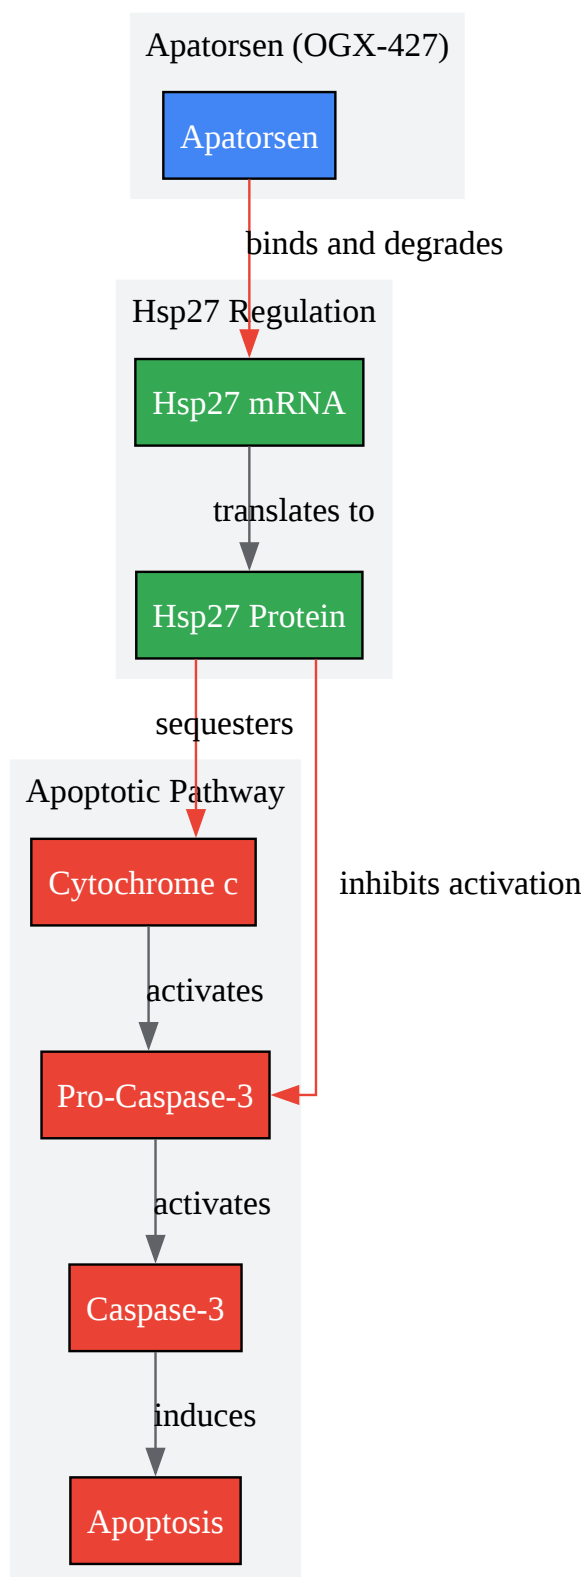 Apatorsen (OGX-427)
Apatorsen
binds and degrades
Hsp27 Regulation
Hsp27 mRNA
translates to
Hsp27 Protein
sequesters
Apoptotic Pathway
Cytochrome c
inhibits activation
activates
Pro-Caspase-3
activates
Caspase-3
induces
Apoptosis